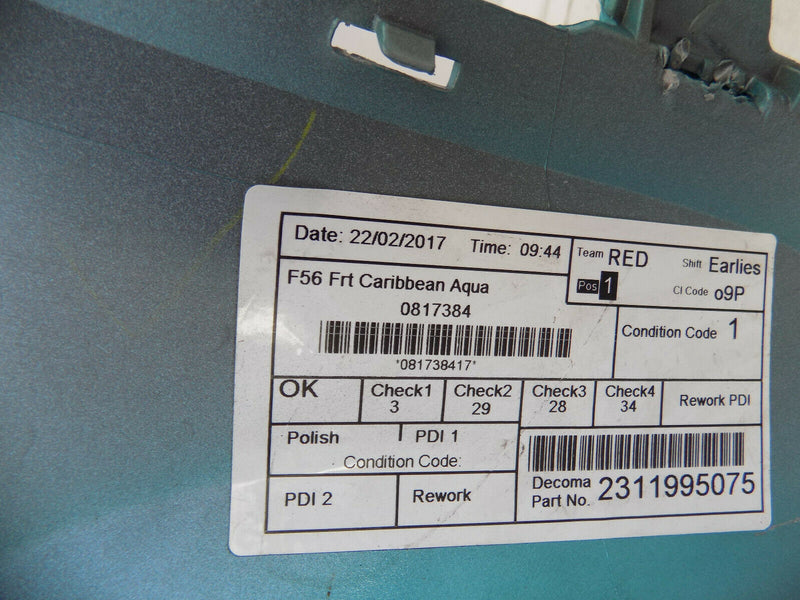 Date: 22/02/2017 Time: 09:44 Team RED Shift Earlies
Pos 1 CI Code o9P
F56 Frt Caribbean Aqua
0817384
*081738417*
Condition Code 1
OK Check1 Check2 Check3 Check4 Rework PDI
3 29 28 34
Polish PDI 1
Condition Code:
PDI 2 Rework
Decoma
Part No. 2311995075